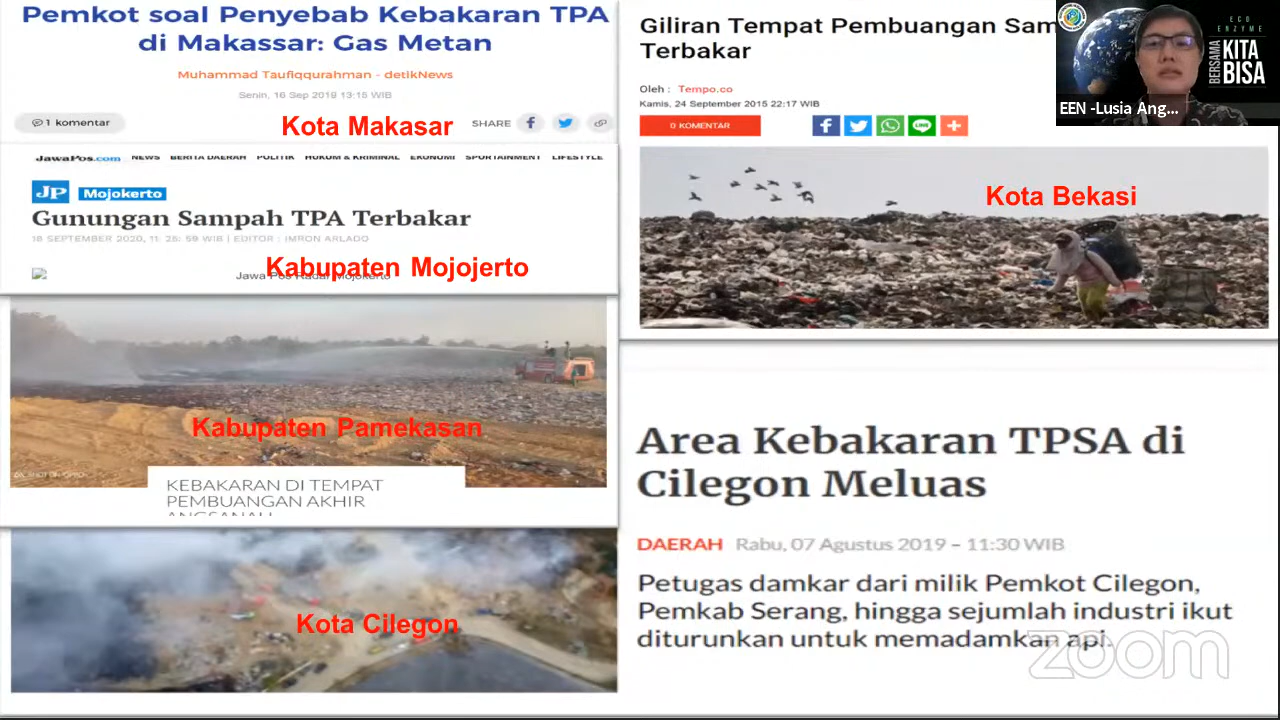 Pemkot soal Penyebab Kebakaran TPA
di Makassar: Gas Metan
Muhammad Taufiqqurahman - detikNews
Senin, 16 Sep 2019 13:15 WIB
1 komentar
Kota Makasar
SHARE
JawaPos.com NEWS BERITA DAERAH POLITIK HUKUM & KRIMINAL EKONOMI SPORTAINMENT LIFESTYLE
JP Mojokerto
Gunungan Sampah TPA Terbakar
18 SEPTEMBER 2020, 11: 25: 59 WIB | EDITOR : IMRON ARLADO
Jawa Pos Radar Mojokerto
Kabupaten Mojojerto
Kabupaten Pamekasan
KEBAKARAN DI TEMPAT
PEMBUANGAN AKHIR
ANGSANAH
Kota Cilegon
Giliran Tempat Pembuangan Sam
Terbakar
Oleh : Tempo.co
Kamis, 24 September 2015 22:17 WIB
0 KOMENTAR
LINE
Kota Bekasi
Area Kebakaran TPSA di
Cilegon Meluas
DAERAH Rabu, 07 Agustus 2019 - 11:30 WIB
Petugas damkar dari milik Pemkot Cilegon,
Pemkab Serang, hingga sejumlah industri ikut
diturunkan untuk memadamkan api.
zoom
ECO
ENZYME
BERSAMA
KITA
BISA
EEN -Lusia Ang...